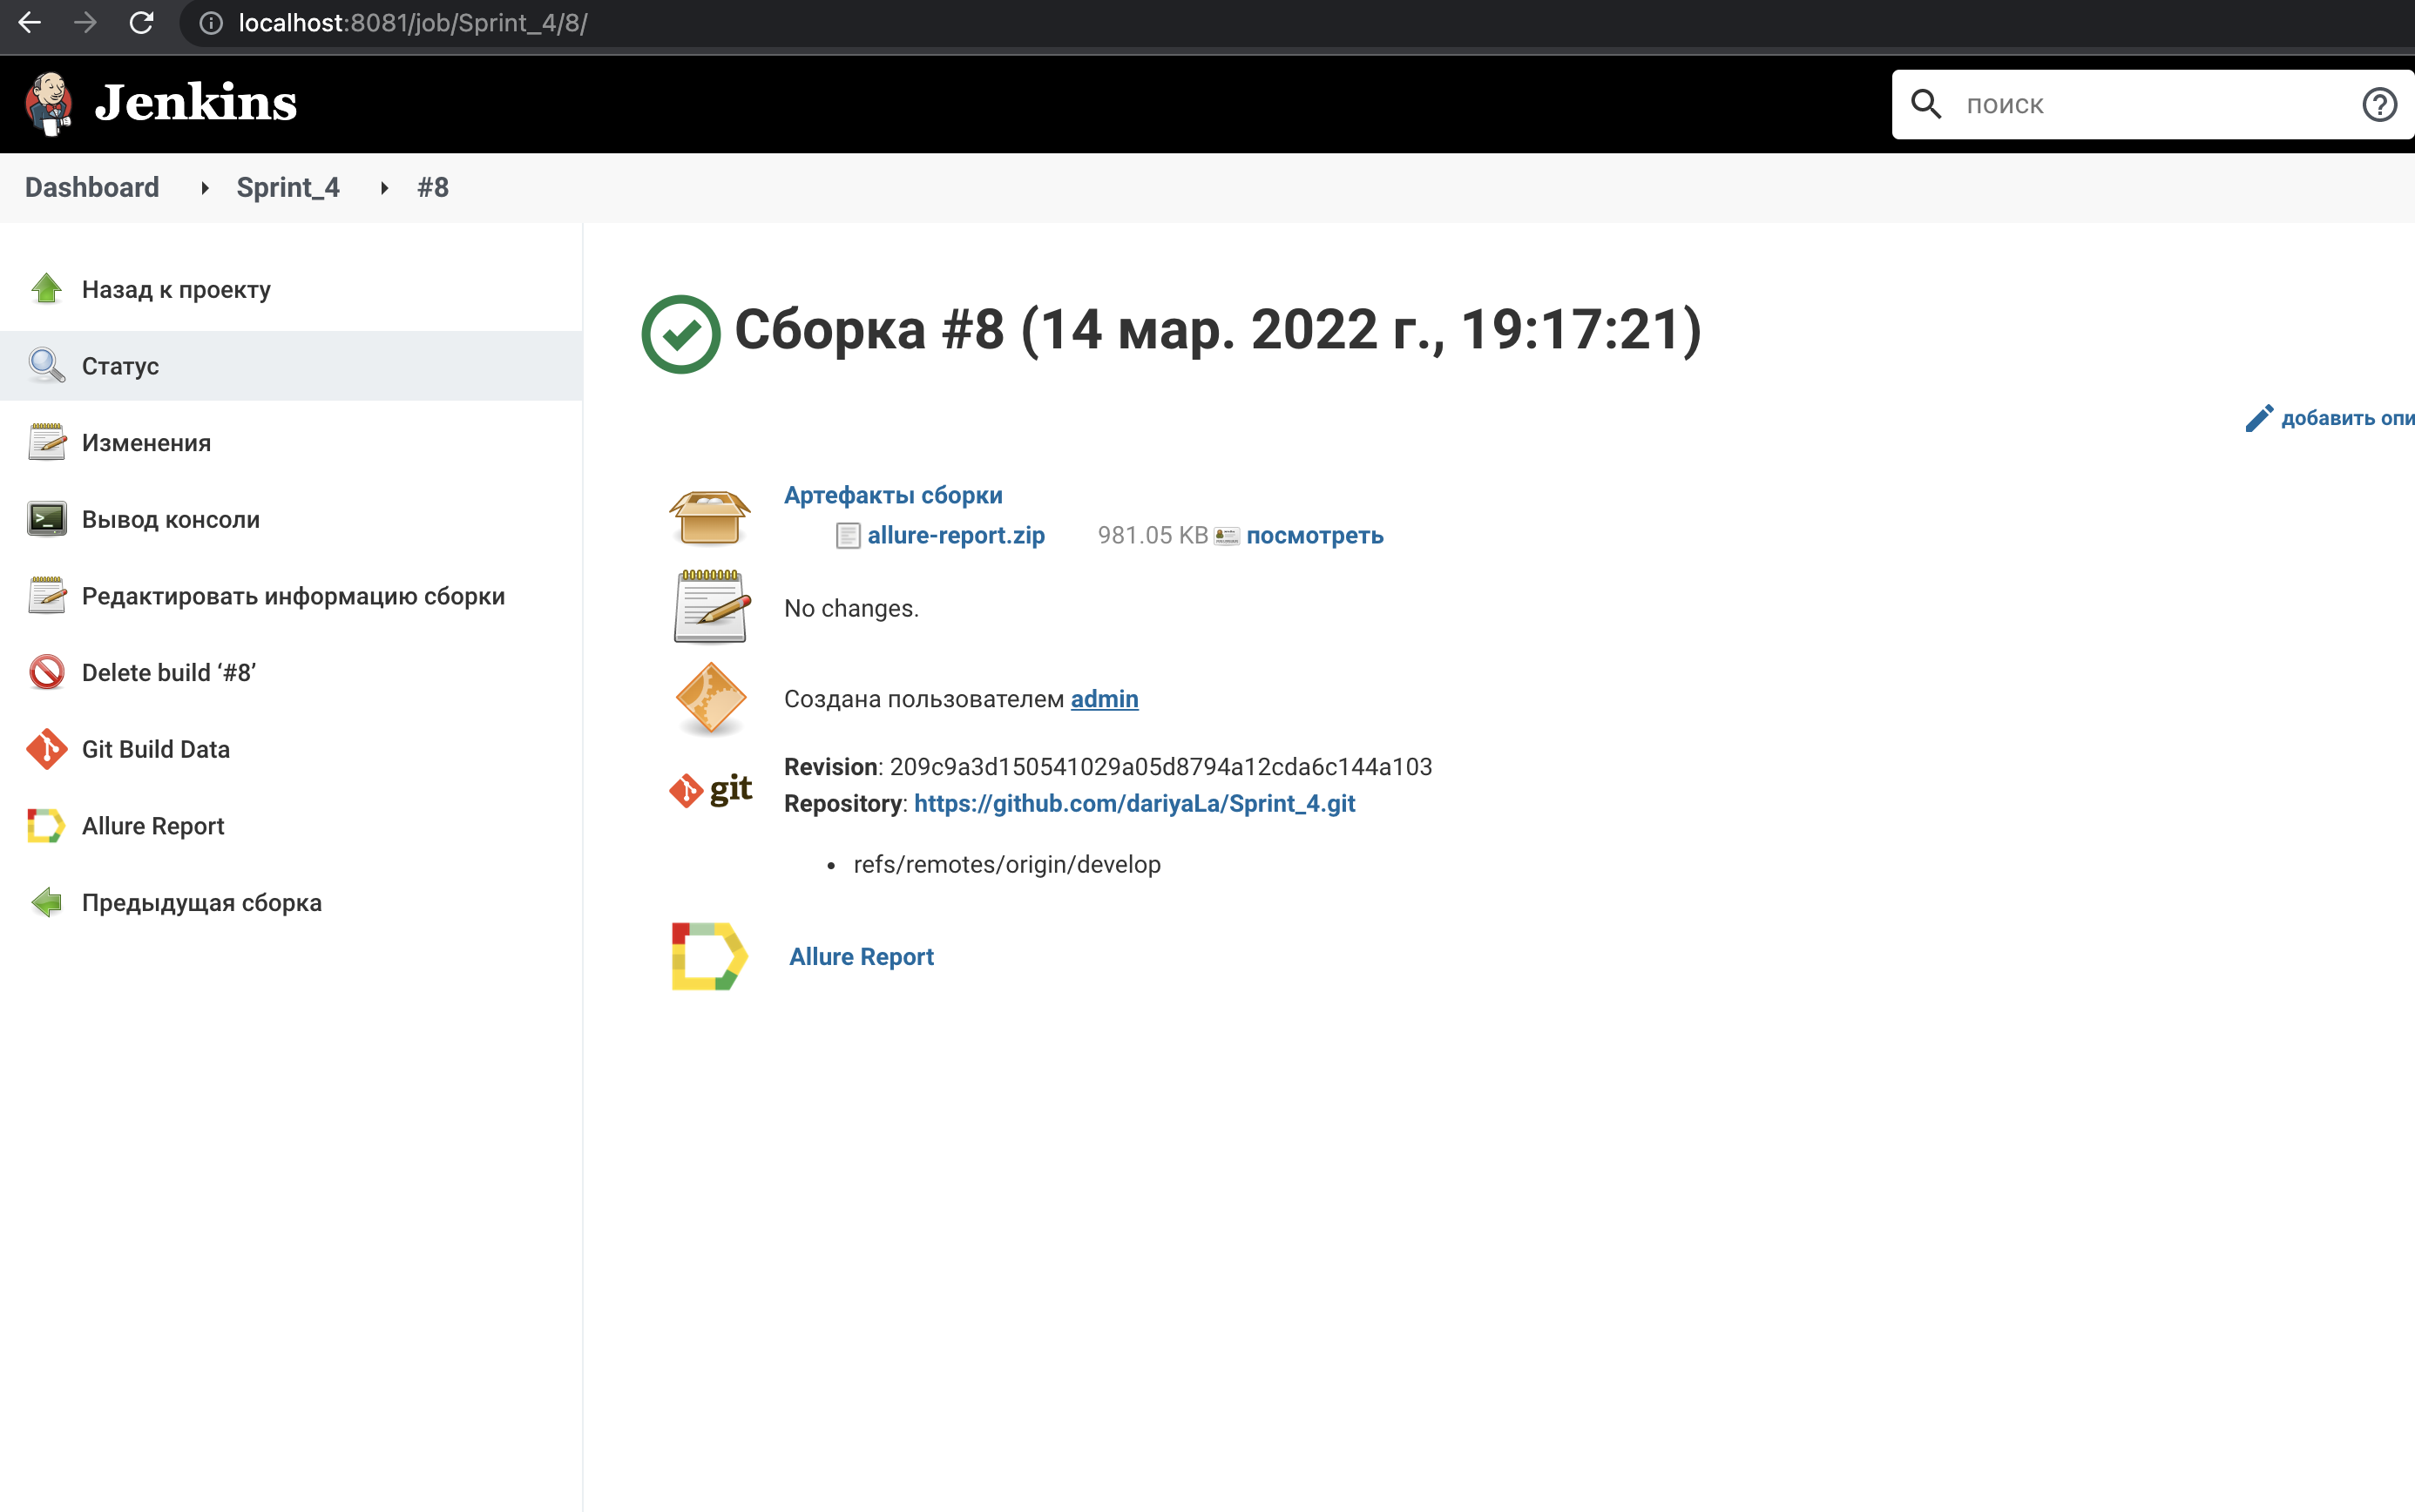 localhost:8081/job/Sprint_4/8/
Jenkins
поиск
Dashboard Sprint_4 #8
Назад к проекту
Статус
Изменения
Вывод консоли
Редактировать информацию сборки
Delete build ‘#8’
Git Build Data
Allure Report
Предыдущая сборка
Сборка #8 (14 мар. 2022 г., 19:17:21)
добавить опи
Артефакты сборки
allure-report.zip 981.05 KB посмотреть
No changes.
Создана пользователем admin
git
Revision: 209c9a3d150541029a05d8794a12cda6c144a103
Repository: https://github.com/dariyaLa/Sprint_4.git
• refs/remotes/origin/develop
Allure Report